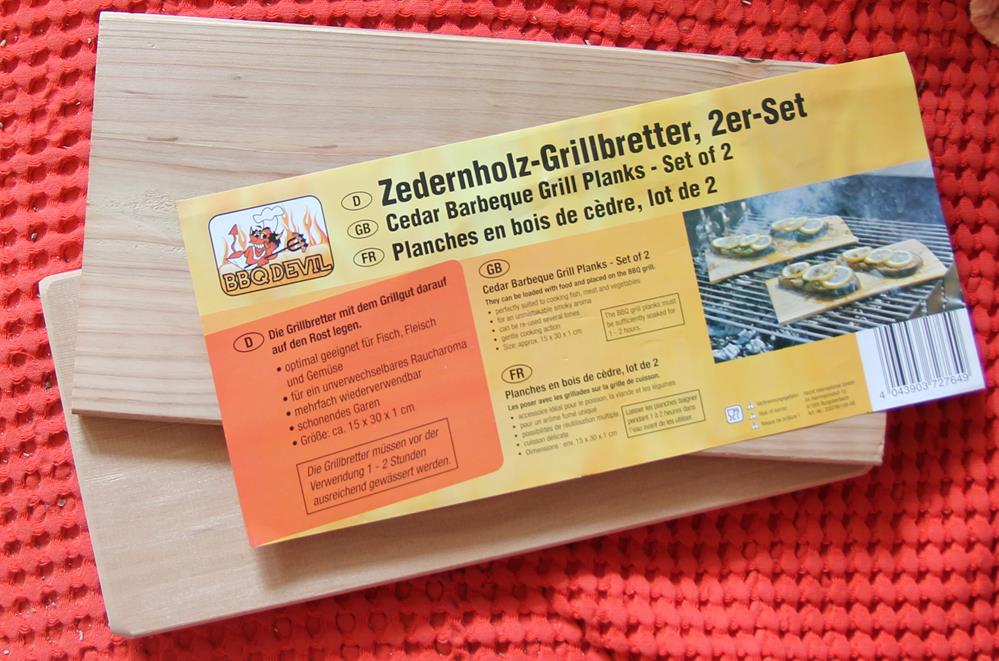 D Zedernholz-Grillbretter, 2er-Set
GB Cedar Barbeque Grill Planks - Set of 2
FR Planches en bois de cèdre, lot de 2
BBQ DEVIL
D Die Grillbretter mit dem Grillgut darauf
auf den Rost legen.
• optimal geeignet für Fisch, Fleisch
und Gemüse
• für ein unverwechselbares Raucharoma
• mehrfach wiederverwendbar
• schonendes Garen
• Größe: ca. 15 x 30 x 1 cm
Die Grillbretter müssen vor der
Verwendung 1 - 2 Stunden
ausreichend gewässert werden.
GB
Cedar Barbeque Grill Planks - Set of 2
They can be loaded with food and placed on the BBQ grill.
• perfectly suited to cooking fish, meat and vegetables
• for an unmistakable smoky aroma
• can be re-used several times
• gentle cooking action
• Size: approx. 15 x 30 x 1 cm
The BBQ grill planks must
be sufficiently soaked for
1 - 2 hours.
FR
Planches en bois de cèdre, lot de 2
Les poser avec les grillades sur la grille de cuisson.
• accessoire idéal pour le poisson, la viande et les légumes
• pour un arôme fumé unique
• possibilités de réutilisation multiple
• cuisson délicate
• Dimensions : env. 15 x 30 x 1 cm
Laisser les planches baigner
pendant 1 à 2 heures dans
l'eau avant de les utiliser.
4 043903 727649